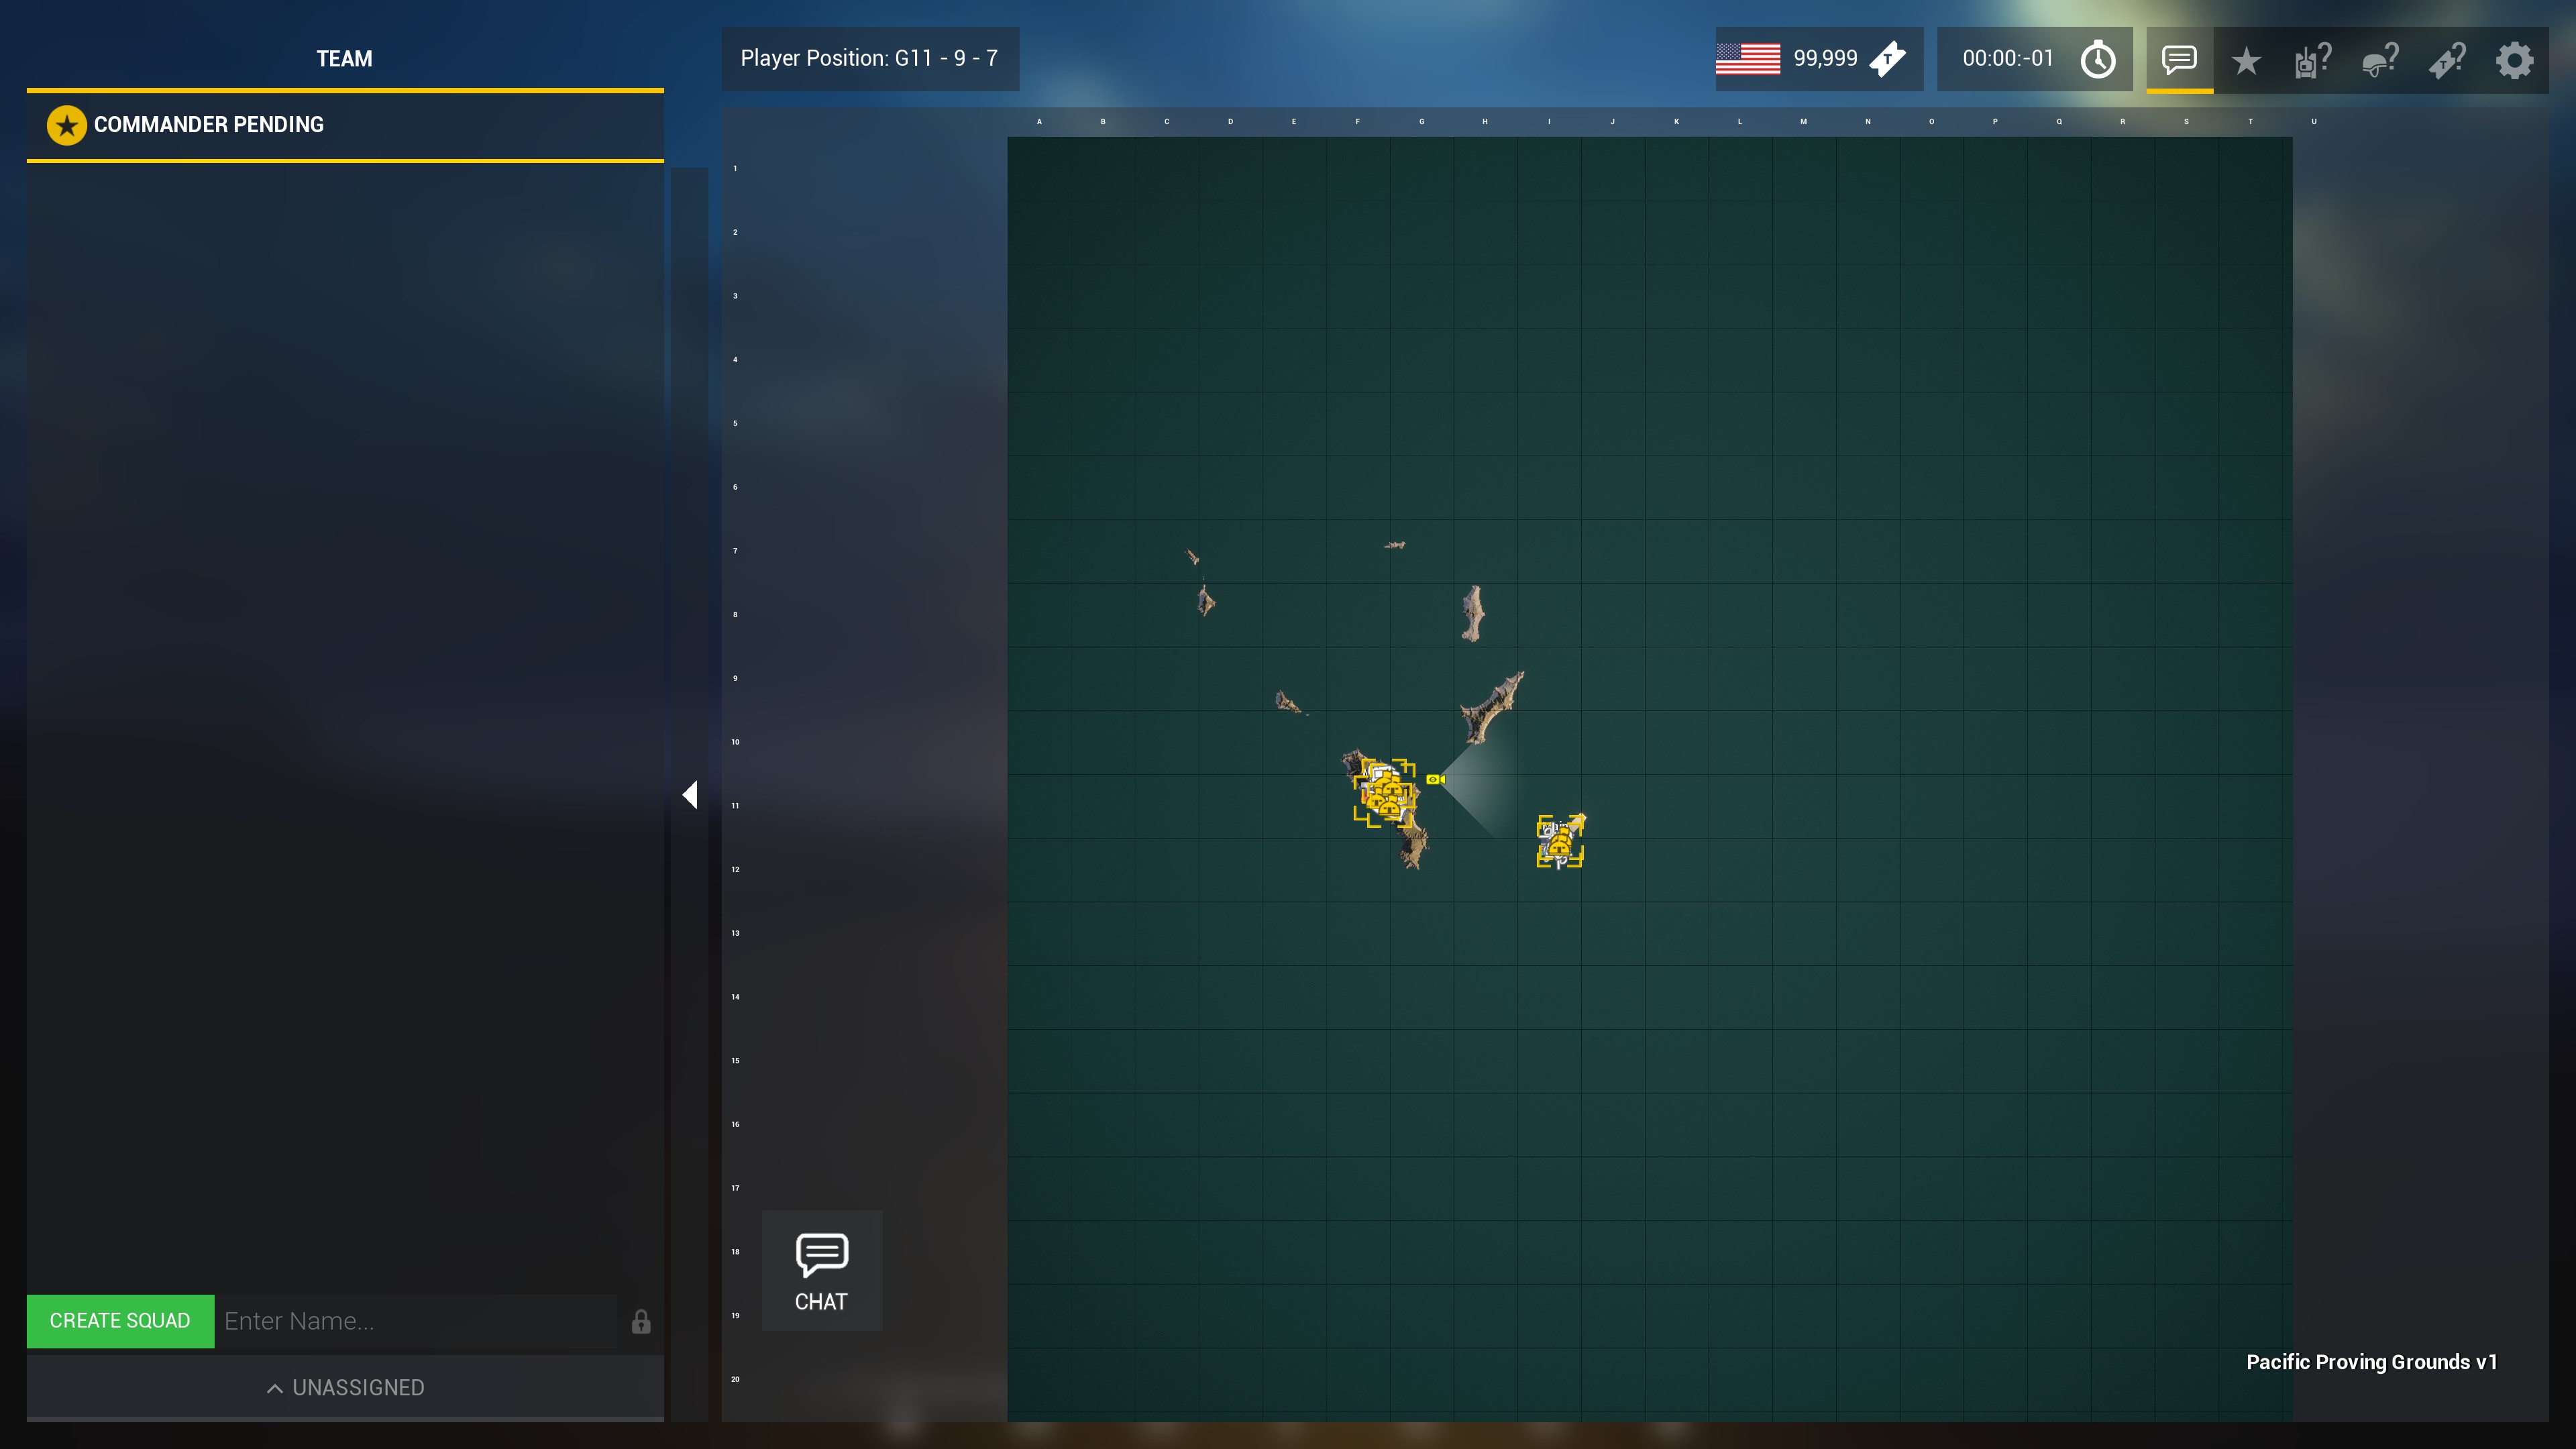 TEAM
Player Position: G11 - 9 - 7
99,999
00:00:-01
COMMANDER PENDING
A B C D E F G H I J K L M N O P Q R S T U
1
2
3
4
5
6
7
8
9
10
11
12
13
14
15
16
17
18
19
20
CHAT
CREATE SQUAD
Enter Name...
UNASSIGNED
Pacific Proving Grounds v1